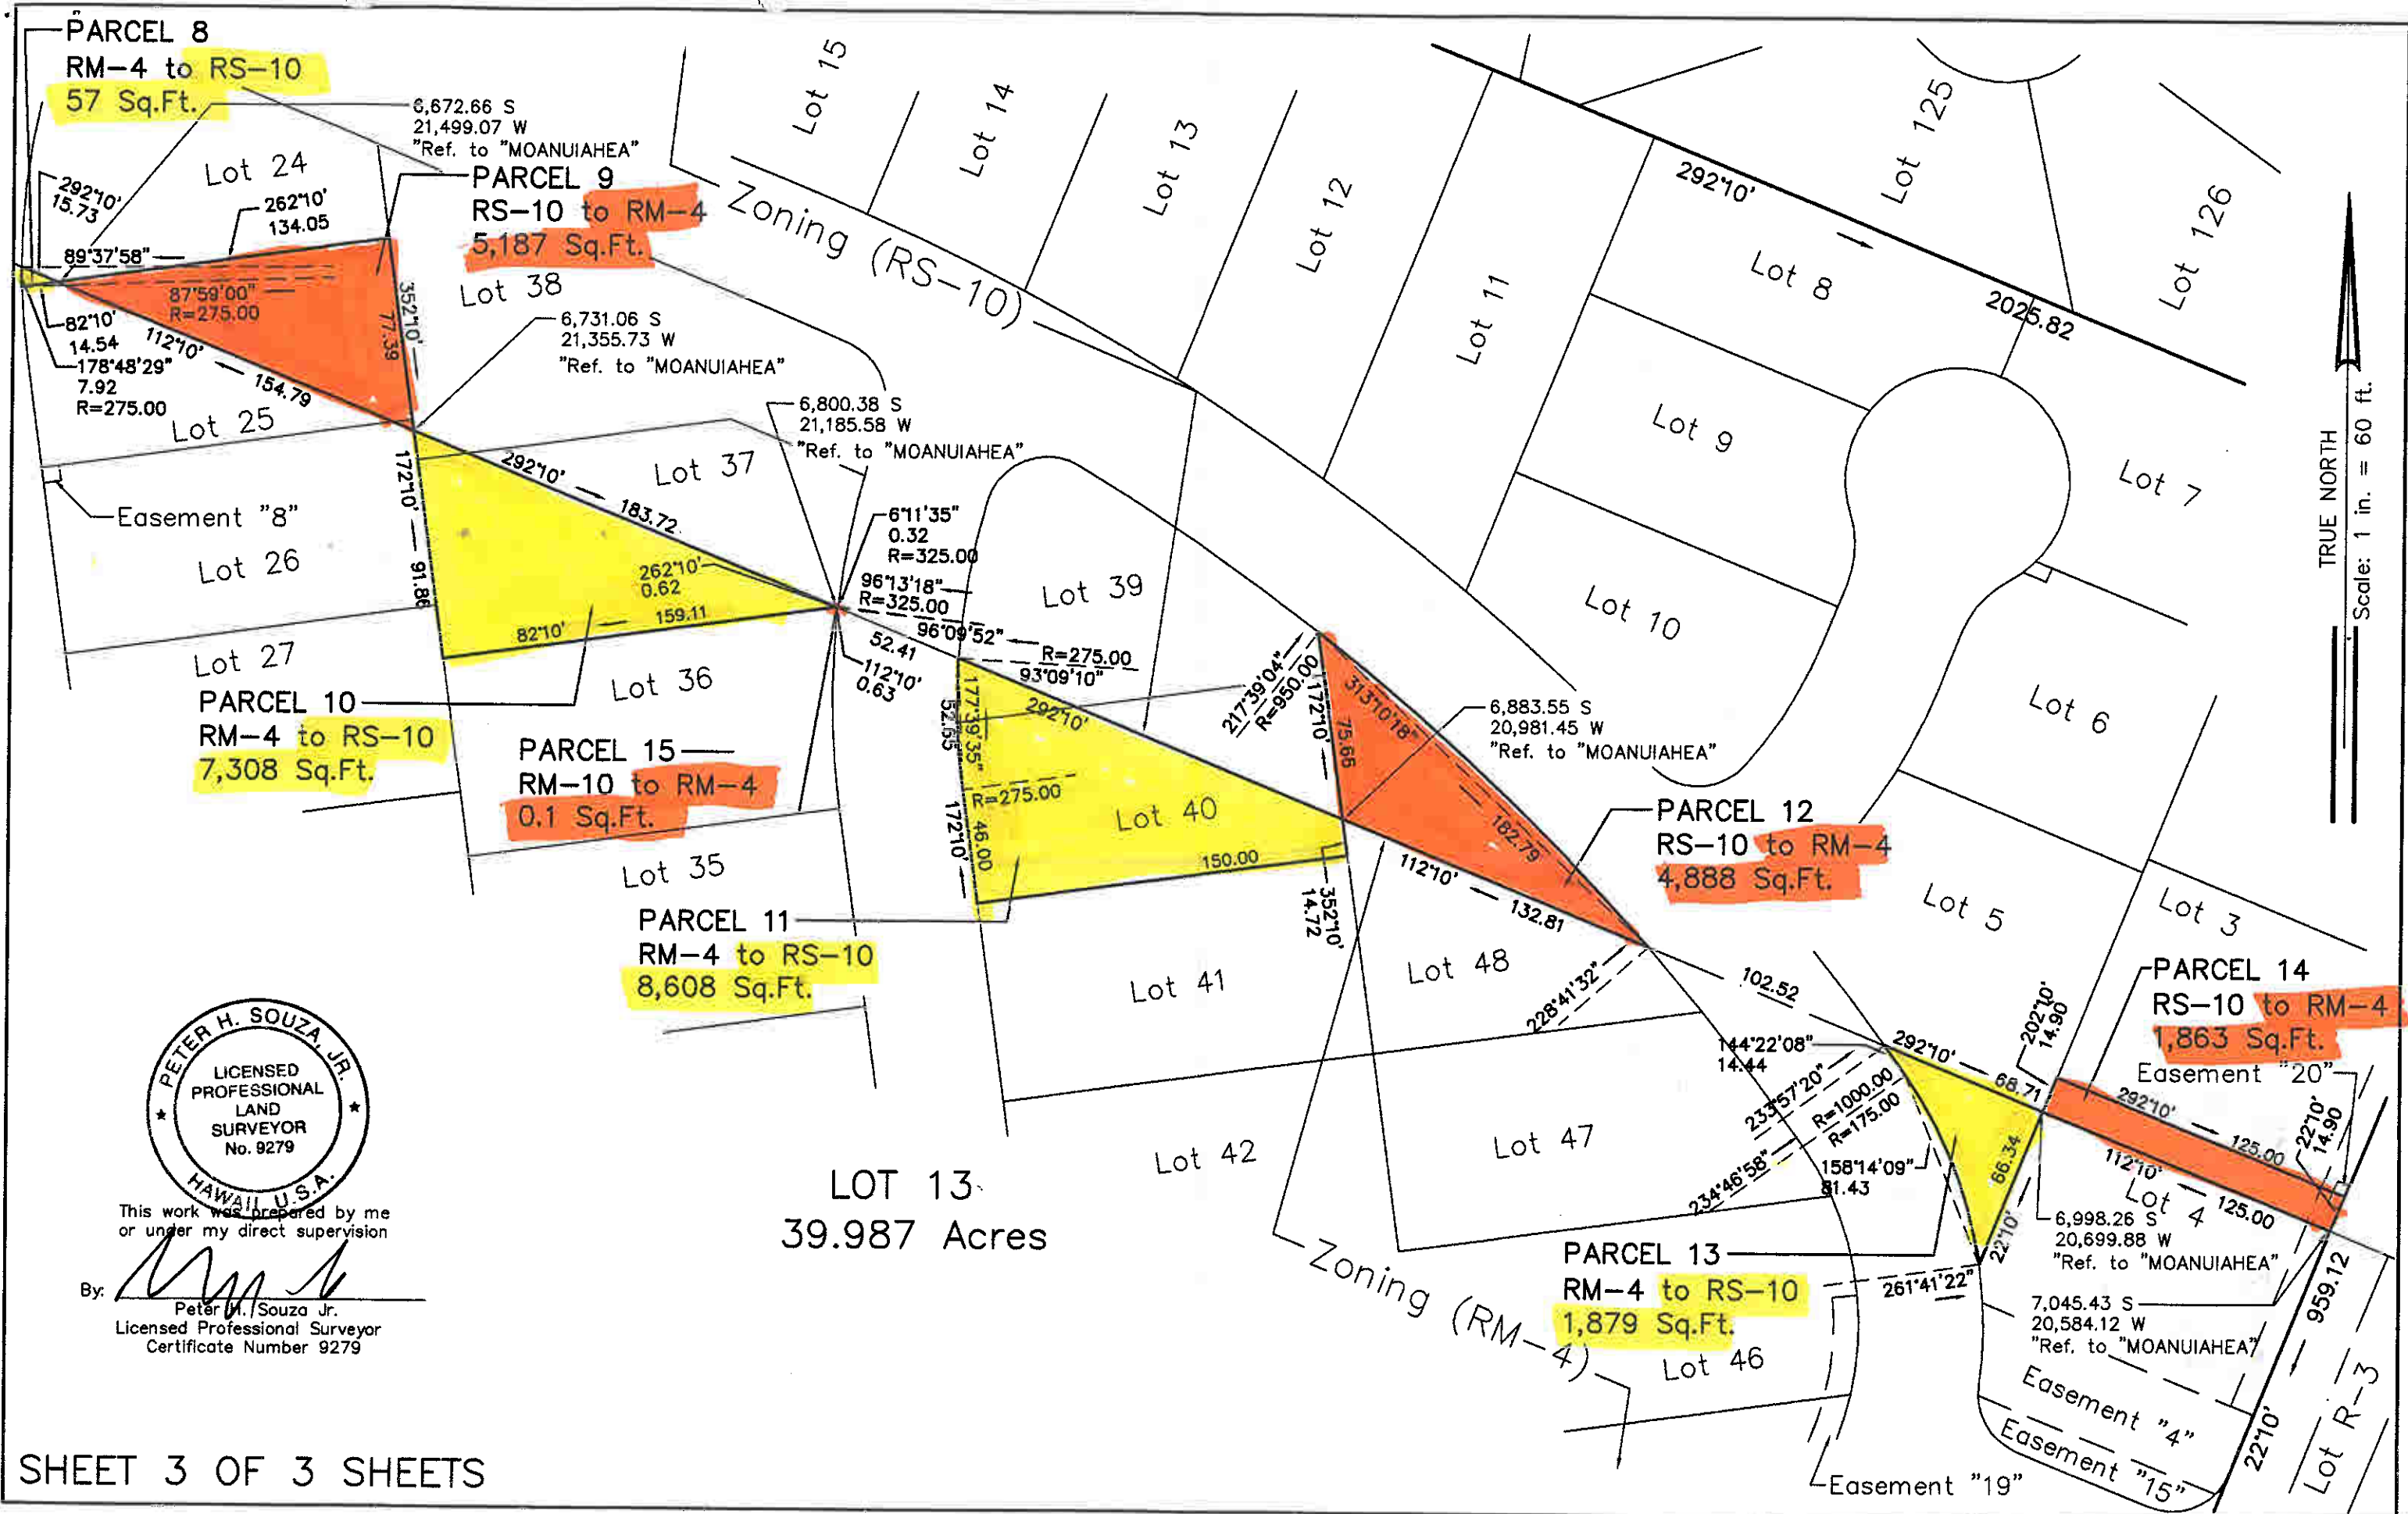 PARCEL 8
RM-4 to RS-10
57 Sq.Ft.
6,672.66 S
21,499.07 W
"Ref. to "MOANUIAHEA"
Lot 24
292°10'
15.73
262°10'
134.05
89°37'58"
87°59'00"
R=275.00
82°10'
14.54
178°48'29"
7.92
R=275.00
112°10'
154.79
352°10'
77.39
PARCEL 9
RS-10 to RM-4
5,187 Sq.Ft.
Lot 38
6,731.06 S
21,355.73 W
"Ref. to "MOANUIAHEA"
Zoning (RS-10)
Lot 15
Lot 14
Lot 13
Lot 12
Lot 11
292°10'
2025.82
Lot 125
Lot 126
Lot 8
Lot 9
Lot 10
Lot 7
Lot 6
Lot 5
Lot 3
TRUE NORTH
Scale: 1 in. = 60 ft.
Lot 25
Easement "8"
Lot 26
Lot 27
172°10'
91.86
292°10'
183.72
Lot 37
6,800.38 S
21,185.58 W
"Ref. to "MOANUIAHEA"
6°11'35"
0.32
R=325.00
96°13'18"
R=325.00
96°09'52"
R=275.00
93°09'10"
52.41
112°10'
0.63
262°10'
0.62
82°10'
159.11
PARCEL 10
RM-4 to RS-10
7,308 Sq.Ft.
Lot 36
PARCEL 15
RM-10 to RM-4
0.1 Sq.Ft.
Lot 35
Lot 39
177°39'35"
52.65
R=275.00
172°10'
46.00
292°10'
Lot 40
150.00
352°10'
14.72
PARCEL 11
RM-4 to RS-10
8,608 Sq.Ft.
217°39'04"
R=950.00
172°10'
75.66
313°10'18"
182.79
6,883.55 S
20,981.45 W
"Ref. to "MOANUIAHEA"
PARCEL 12
RS-10 to RM-4
4,888 Sq.Ft.
112°10'
132.81
Lot 41
Lot 48
228°41'32"
102.52
Lot 42
Lot 47
144°22'08"
14.44
292°10'
68.71
202°10'
14.90
PARCEL 14
RS-10 to RM-4
1,863 Sq.Ft.
Easement "20"
292°10'
125.00
22°10'
14.90
112°10'
125.00
Lot 4
233°57'20"
R=1000.00
R=175.00
234°46'58"
158°14'09"
81.43
66.34
22°10'
6,998.26 S
20,699.88 W
"Ref. to "MOANUIAHEA"
7,045.43 S
20,584.12 W
"Ref. to "MOANUIAHEA"
959.12
22°10'
Lot R-3
PARCEL 13
RM-4 to RS-10
1,879 Sq.Ft.
261°41'22"
Lot 46
Zoning (RM-4)
Easement "4"
Easement "15"
Easement "19"
LOT 13
39.987 Acres
PETER H. SOUZA, JR.
LICENSED
PROFESSIONAL
LAND
SURVEYOR
No. 9279
HAWAII, U.S.A.
This work was prepared by me
or under my direct supervision
By:
Peter H. Souza Jr.
Licensed Professional Surveyor
Certificate Number 9279
SHEET 3 OF 3 SHEETS